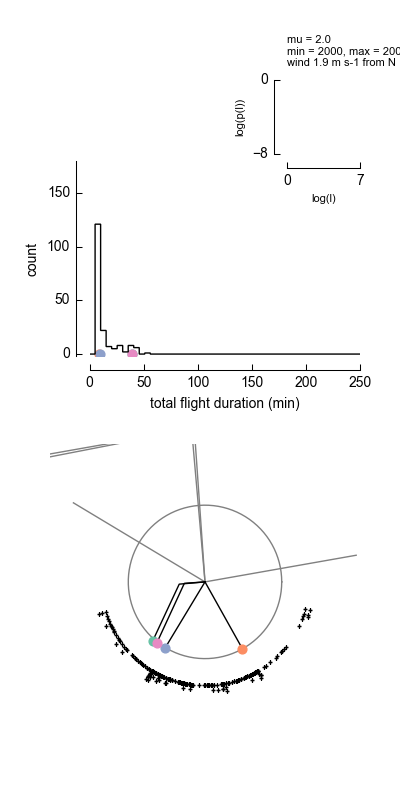 mu = 2.0
min = 2000, max = 200
wind 1.9 m s-1 from N
0
log(p(l))
−8
0 7
log(l)
150
100
50
0
count
0 50 100 150 200 250
total flight duration (min)